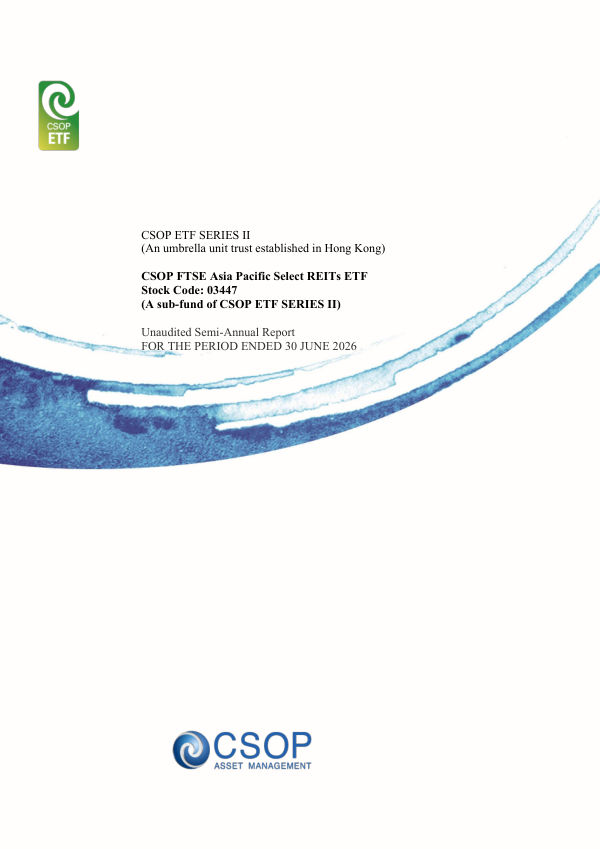 CSOP
ETF
CSOP ETF SERIES II
(An umbrella unit trust established in Hong Kong)
CSOP FTSE Asia Pacific Select REITs ETF
Stock Code: 03447
(A sub-fund of CSOP ETF SERIES II)
Unaudited Semi-Annual Report
FOR THE PERIOD ENDED 30 JUNE 2026
CSOP
ASSET MANAGEMENT